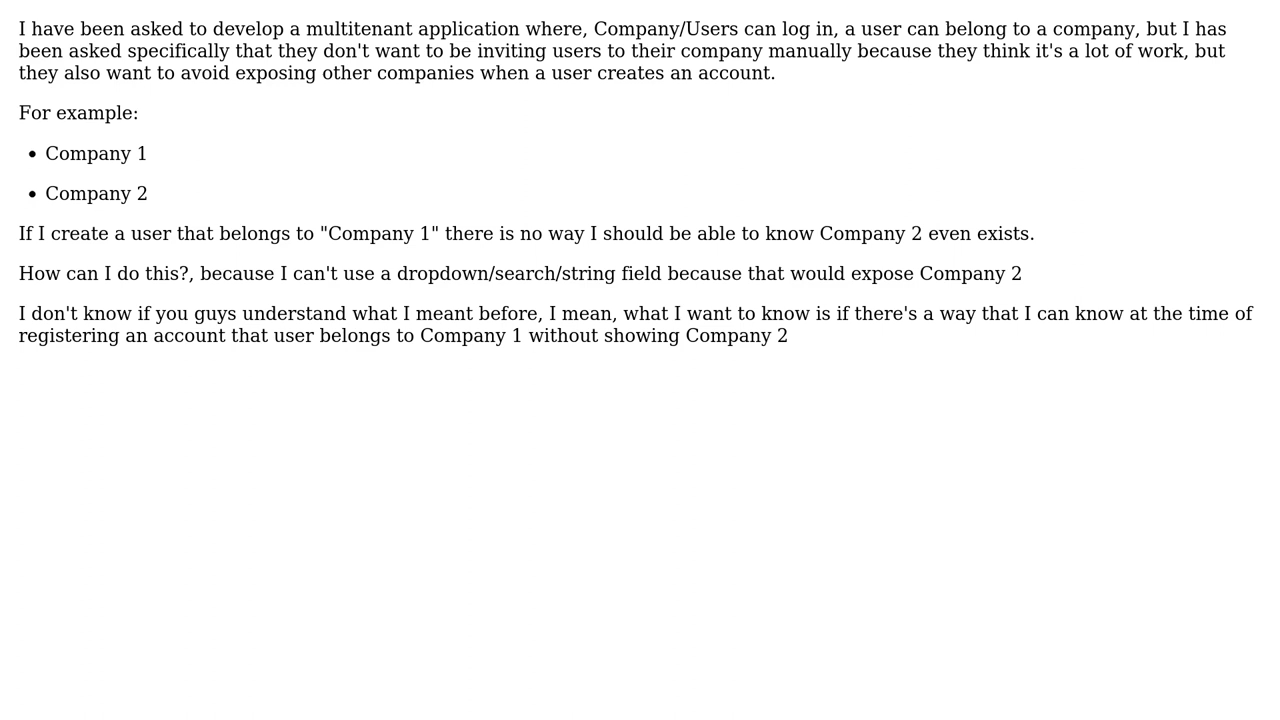 I have been asked to develop a multitenant application where, Company/Users can log in, a user can belong to a company, but I has
been asked specifically that they don't want to be inviting users to their company manually because they think it's a lot of work, but
they also want to avoid exposing other companies when a user creates an account.
For example:
• Company 1
• Company 2
If I create a user that belongs to "Company 1" there is no way I should be able to know Company 2 even exists.
How can I do this?, because I can't use a dropdown/search/string field because that would expose Company 2
I don't know if you guys understand what I meant before, I mean, what I want to know is if there's a way that I can know at the time of
registering an account that user belongs to Company 1 without showing Company 2